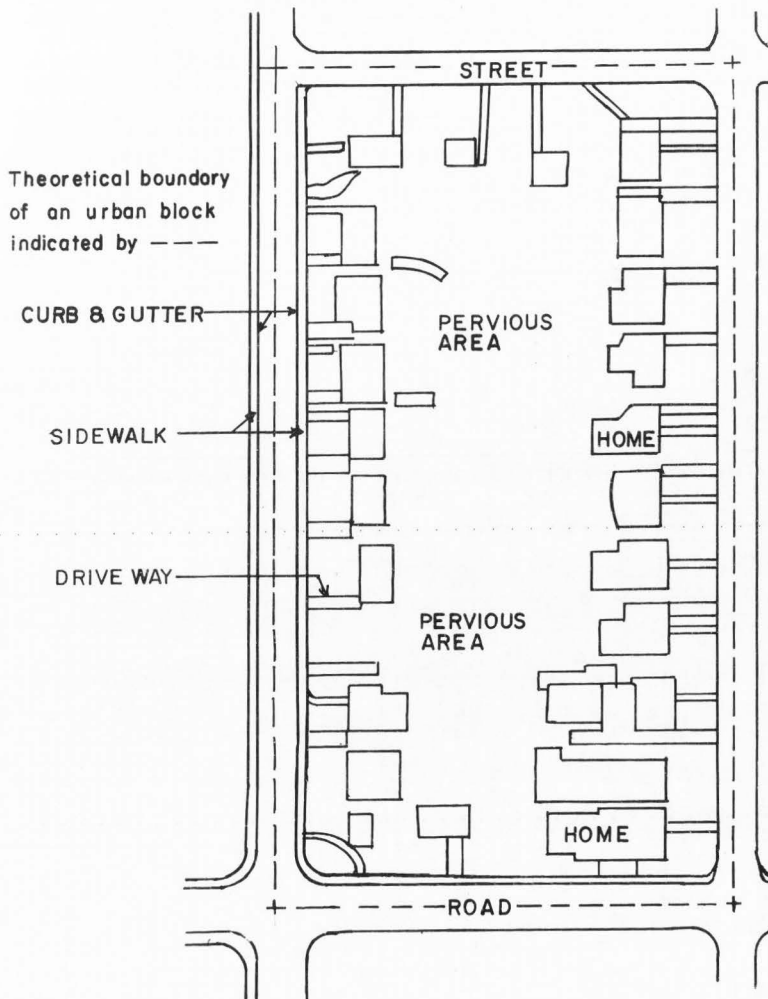 STREET
Theoretical boundary
of an urban block
indicated by ----
CURB & GUTTER
PERVIOUS
AREA
SIDEWALK
HOME
DRIVE WAY
PERVIOUS
AREA
HOME
ROAD